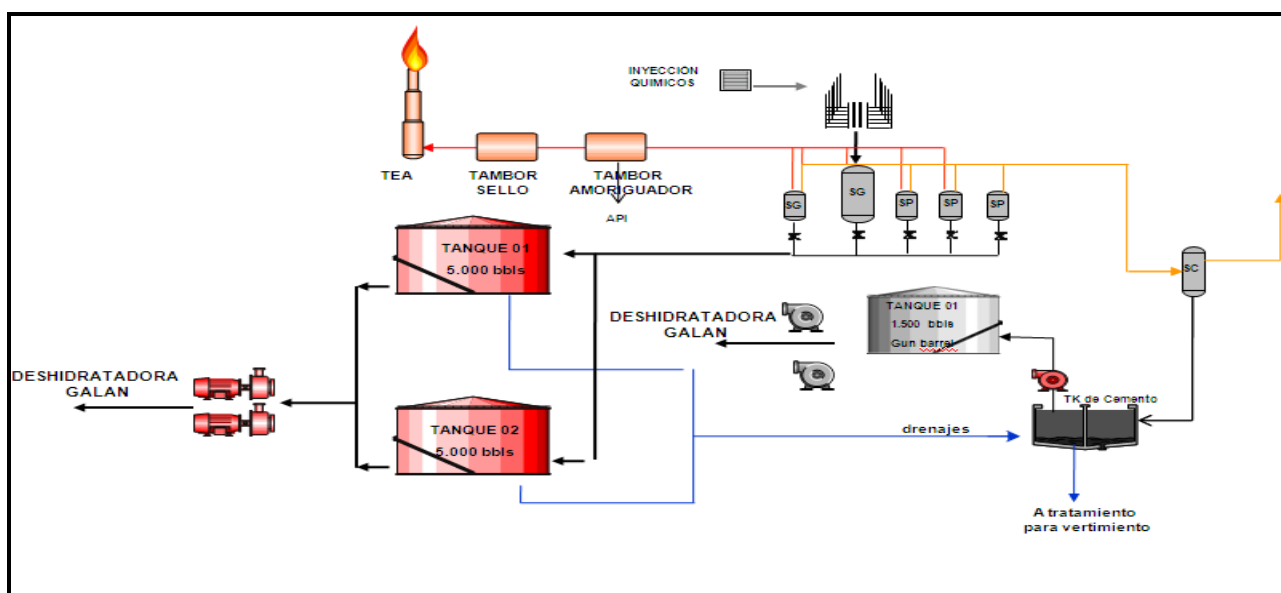 INYECCION
QUIMICOS
TEA
TAMBOR
SELLO
TAMBOR
AMORIGUADOR
API
SG
SG
SP
SP
SP
SC
TANQUE 01
5.000 bbls
DESHIDRATADORA
GALAN
TANQUE 01
1.500 bbls
Gun barrel
TK de Cemento
DESHIDRATADORA
GALAN
TANQUE 02
5.000 bbls
drenajes
A tratamiento
para vertimiento